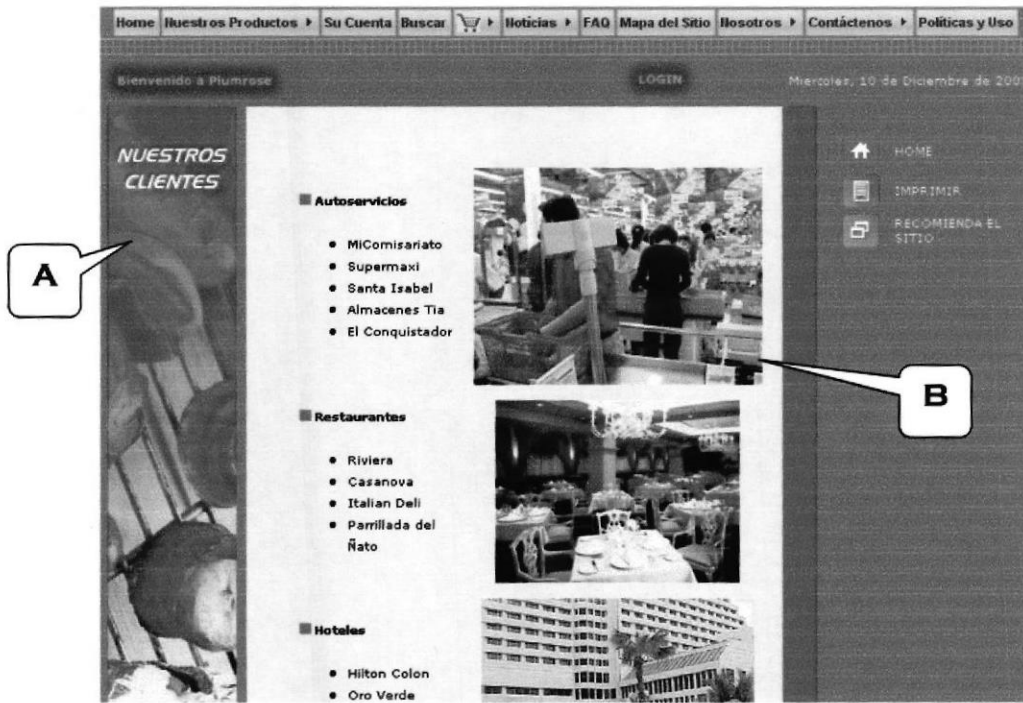 Home Nuestros Productos Su Cuenta Buscar Noticias FAQ Mapa del Sitio Nosotros Contáctenos Políticas y Uso
Bienvenido a Plumrose LOGIN Miercoles, 10 de Diciembre de
NUESTROS
CLIENTES
HOME
IMPRIMIR
RECOMIENDA EL
SITIO
A
B
Autoservicios
MiComisariato
Supermaxi
Santa Isabel
Almacenes Tia
El Conquistador
Restaurantes
Riviera
Casanova
Italian Deli
Parrillada del
Ñato
Hoteles
Hilton Colon
Oro Verde